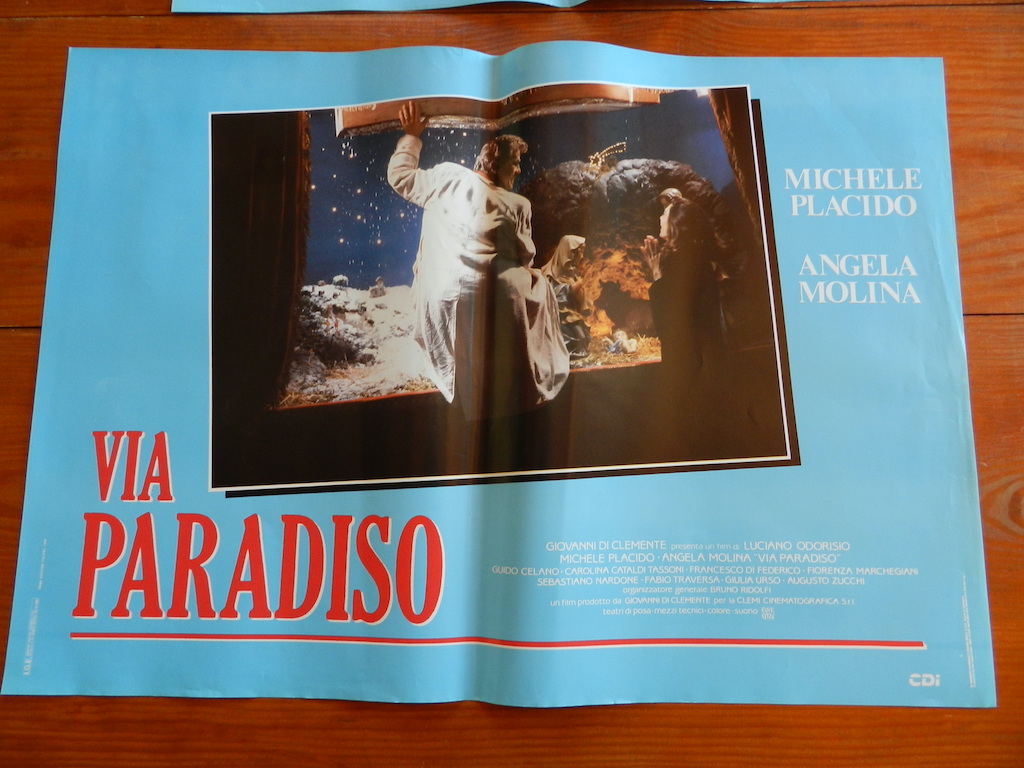 MICHELE
PLACIDO
ANGELA
MOLINA
VIA
PARADISO
GIOVANNI DI CLEMENTE presenta un film di LUCIANO ODORISIO
MICHELE PLACIDO · ANGELA MOLINA "VIA PARADISO"
GUIDO CELANO · CAROLINA CATALDI TASSONI · FRANCESCO DI FEDERICO · FIORENZA MARCHEGIANI
SEBASTIANO NARDONE · FABIO TRAVERSA · GIULIA URSO · AUGUSTO ZUCCHI
organizzatore generale BRUNO RIDOLFI
un film prodotto da GIOVANNI DI CLEMENTE per la CLEMI CINEMATOGRAFICA S.r.l.
teatri di posa-mezzi tecnici-colore-suono
CDI